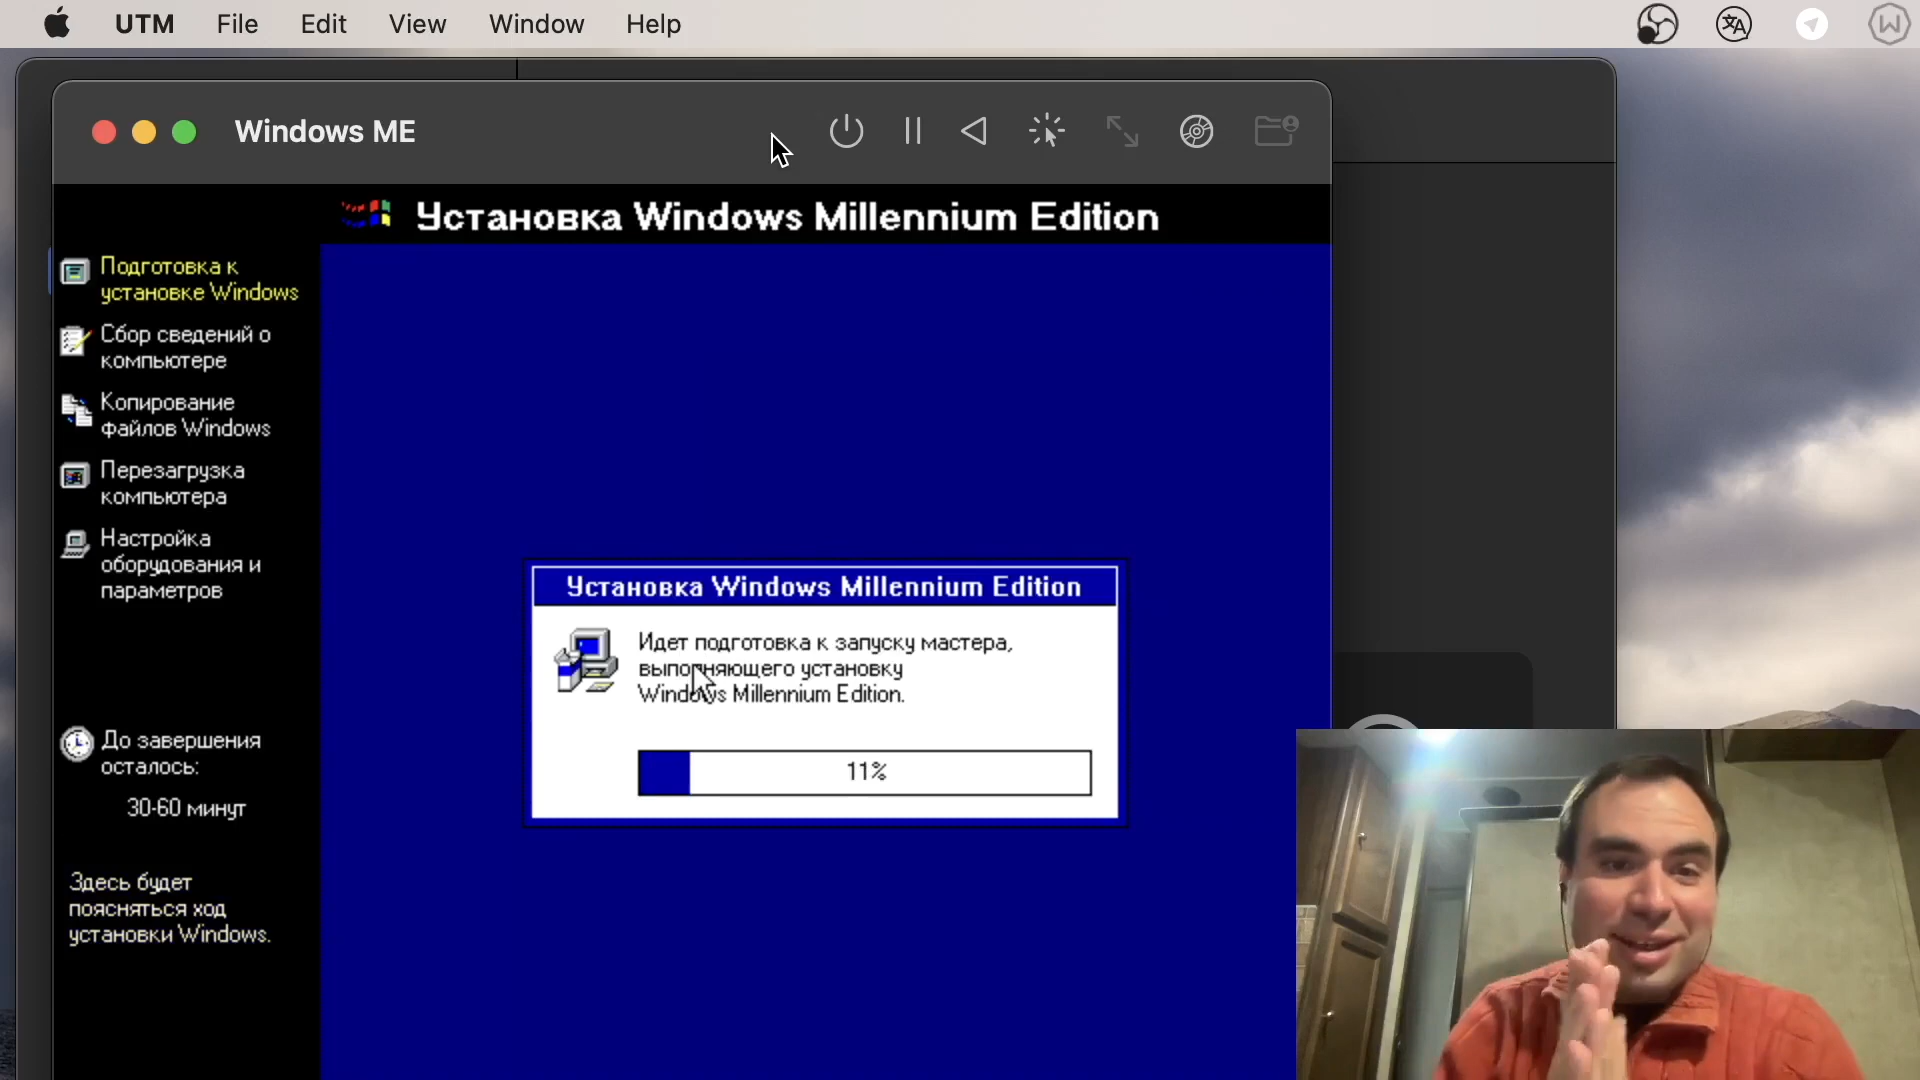 UTM File Edit View Window Help
Windows ME
Установка Windows Millennium Edition
Подготовка к
установке Windows
Сбор сведений о
компьютере
Копирование
файлов Windows
Перезагрузка
компьютера
Настройка
оборудования и
параметров
До завершения
осталось:
30-60 минут
Здесь будет
поясняться ход
установки Windows.
Установка Windows Millennium Edition
Идет подготовка к запуску мастера,
выполняющего установку
Windows Millennium Edition.
11%